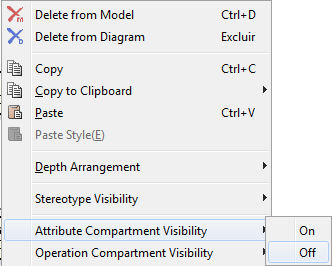 Delete from Model Ctrl+D
Delete from Diagram Excluir
Copy Ctrl+C
Copy to Clipboard
Paste Ctrl+V
Paste Style(E)
Depth Arrangement
Stereotype Visibility
Attribute Compartment Visibility On
Operation Compartment Visibility Off